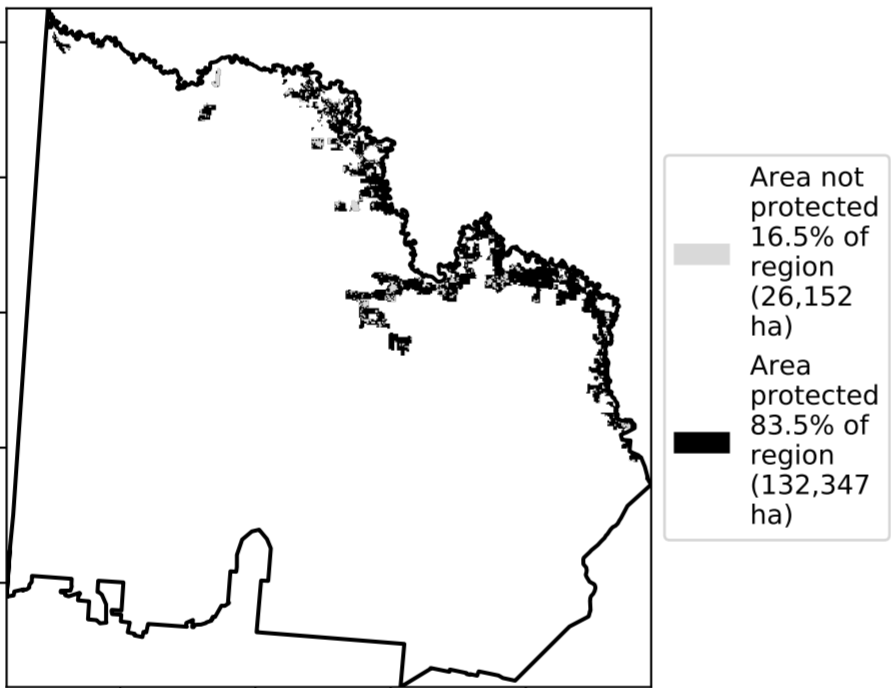 Area not
protected
16.5% of
region
(26,152
ha)
Area
protected
83.5% of
region
(132,347
ha)